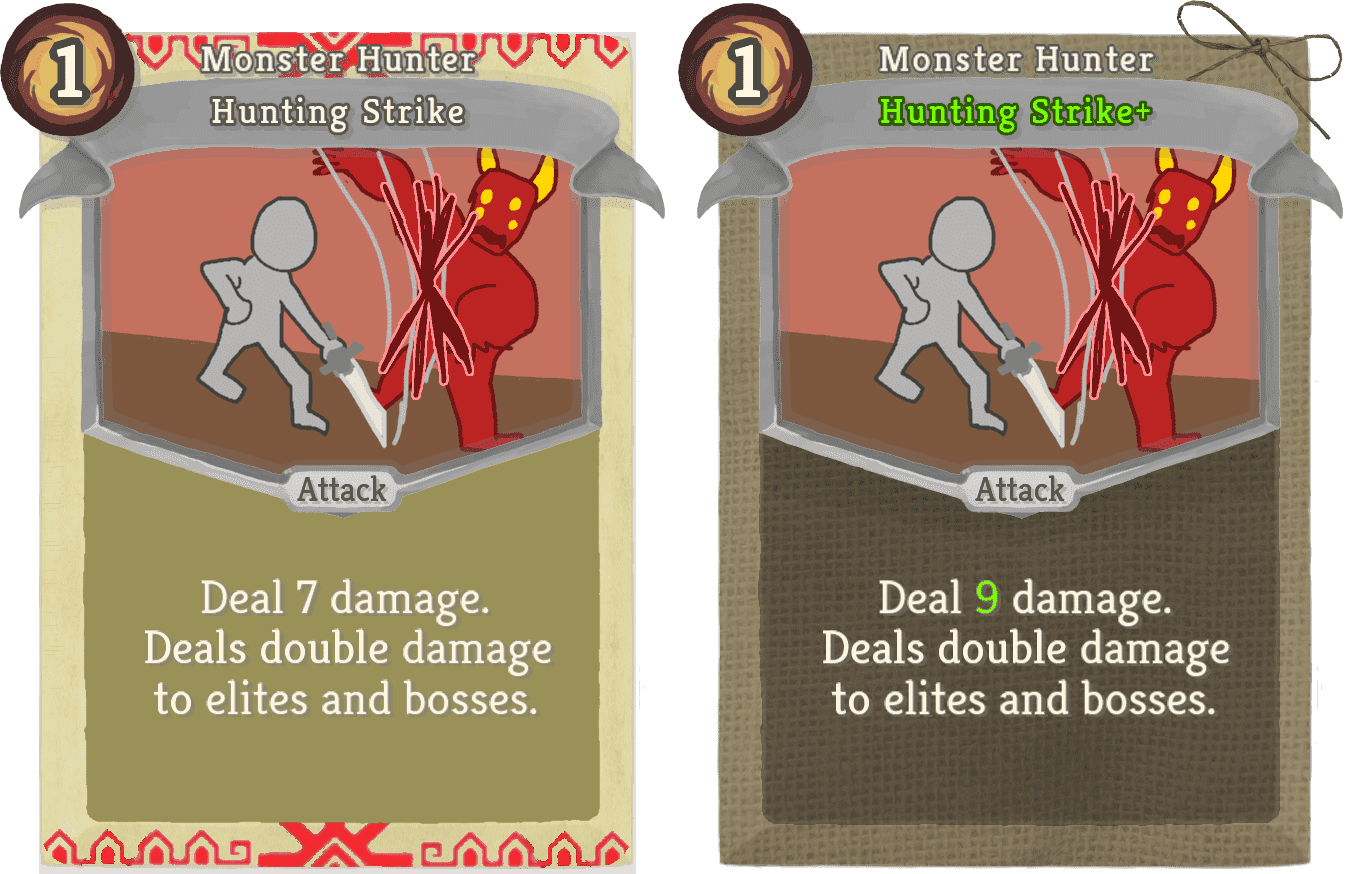 1
Monster Hunter
Hunting Strike
Attack
Deal 7 damage.
Deals double damage
to elites and bosses.
1
Monster Hunter
Hunting Strike+
Attack
Deal 9 damage.
Deals double damage
to elites and bosses.